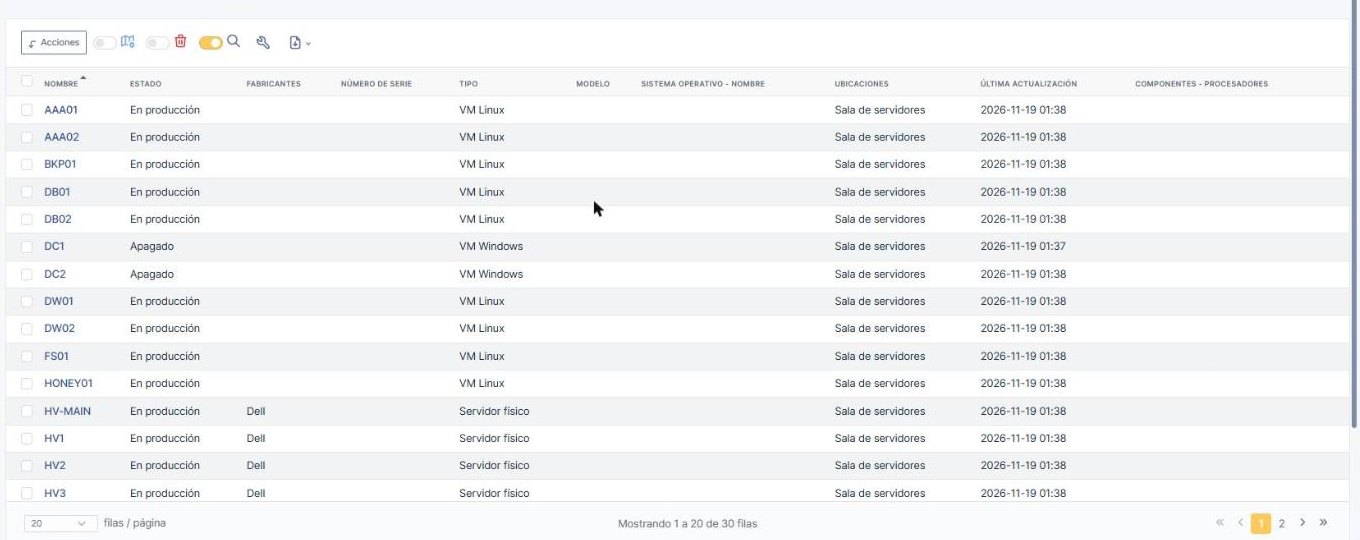 Acciones
NOMBRE ESTADO FABRICANTES NÚMERO DE SERIE TIPO MODELO SISTEMA OPERATIVO - NOMBRE UBICACIONES ÚLTIMA ACTUALIZACIÓN COMPONENTES - PROCESADORES
AAA01 En producción VM Linux Sala de servidores 2026-11-19 01:38
AAA02 En producción VM Linux Sala de servidores 2026-11-19 01:38
BKP01 En producción VM Linux Sala de servidores 2026-11-19 01:38
DB01 En producción VM Linux Sala de servidores 2026-11-19 01:38
DB02 En producción VM Linux Sala de servidores 2026-11-19 01:38
DC1 Apagado VM Windows Sala de servidores 2026-11-19 01:37
DC2 Apagado VM Windows Sala de servidores 2026-11-19 01:38
DW01 En producción VM Linux Sala de servidores 2026-11-19 01:38
DW02 En producción VM Linux Sala de servidores 2026-11-19 01:38
FS01 En producción VM Linux Sala de servidores 2026-11-19 01:38
HONEY01 En producción VM Linux Sala de servidores 2026-11-19 01:38
HV-MAIN En producción Dell Servidor físico Sala de servidores 2026-11-19 01:38
HV1 En producción Dell Servidor físico Sala de servidores 2026-11-19 01:38
HV2 En producción Dell Servidor físico Sala de servidores 2026-11-19 01:38
HV3 En producción Dell Servidor físico Sala de servidores 2026-11-19 01:38
20 filas / página Mostrando 1 a 20 de 30 filas « ‹ 1 2 › »